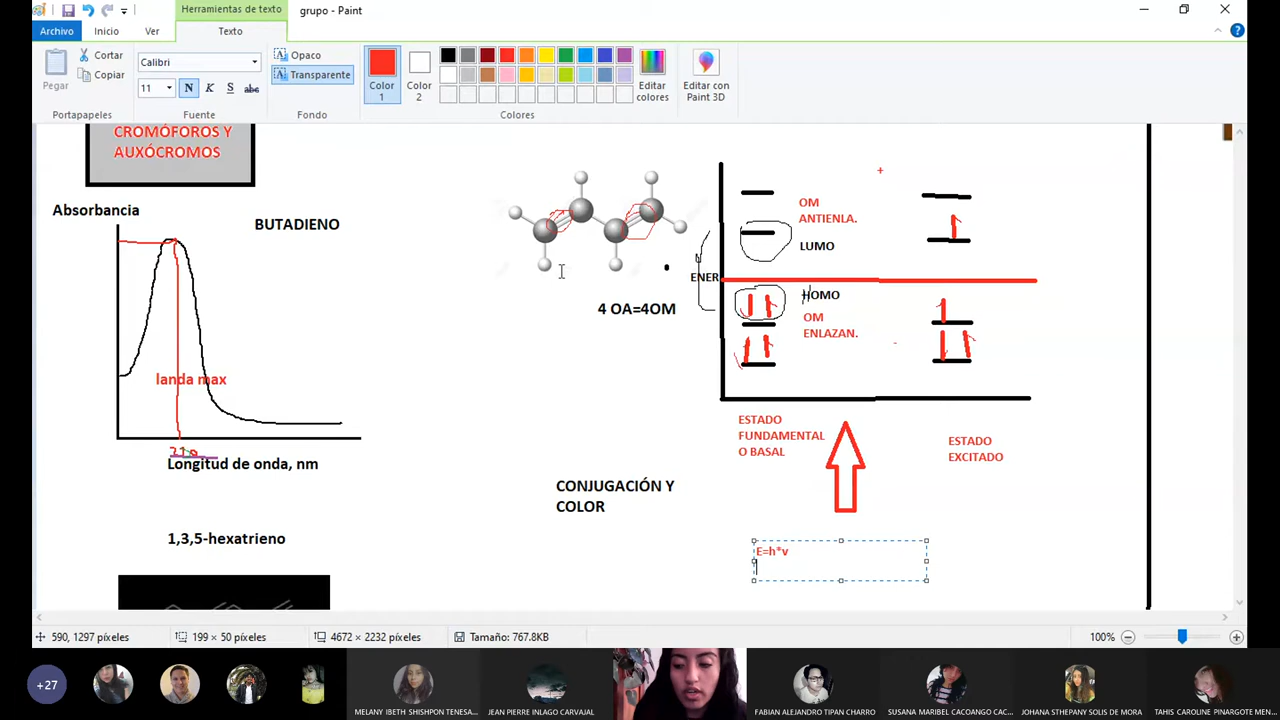 Herramientas de texto
grupo - Paint
Archivo
Inicio
Ver
Texto
Pegar
Cortar
Copiar
Portapapeles
Calibri
11
N K S abc
Fuente
Opaco
Transparente
Fondo
Color 1
Color 2
Editar colores
Colores
Editar con Paint 3D
CROMÓFOROS Y
AUXÓCROMOS
Absorbancia
BUTADIENO
landa max
Longitud de onda, nm
1,3,5-hexatrieno
4 OA=4OM
CONJUGACIÓN Y
COLOR
ENER
+
OM
ANTIENLA.
LUMO
HOMO
OM
ENLAZAN.
ESTADO
FUNDAMENTAL
O BASAL
ESTADO
EXCITADO
E=h*v
590, 1297 píxeles
199 × 50 píxeles
4672 × 2232 píxeles
Tamaño: 767.8KB
100%
+27
MELANY IBETH SHISHPON TENESA...
JEAN PIERRE INLAGO CARVAJAL
FABIAN ALEJANDRO TIPAN CHARRO
SUSANA MARIBEL CACOANGO CAC...
JOHANA STHEPANY SOLIS DE MORA
TAHIS CAROLINE PINARGOTE MEN...